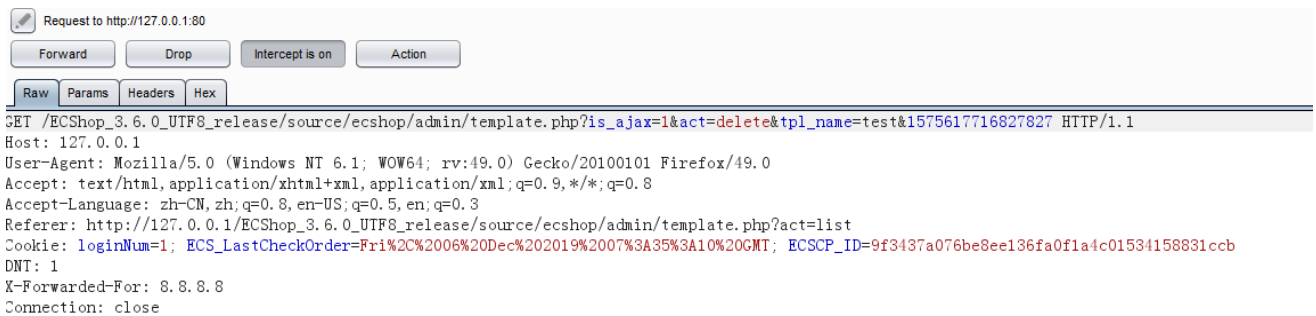 Request to http://127.0.0.1:80
Forward Drop Intercept is on Action
Raw Params Headers Hex
GET /ECShop_3.6.0_UTF8_release/source/ecshop/admin/template.php?is_ajax=1&act=delete&tpl_name=test&1575617716827827 HTTP/1.1
Host: 127.0.0.1
User-Agent: Mozilla/5.0 (Windows NT 6.1; WOW64; rv:49.0) Gecko/20100101 Firefox/49.0
Accept: text/html,application/xhtml+xml,application/xml;q=0.9,*/*;q=0.8
Accept-Language: zh-CN,zh;q=0.8,en-US;q=0.5,en;q=0.3
Referer: http://127.0.0.1/ECShop_3.6.0_UTF8_release/source/ecshop/admin/template.php?act=list
Cookie: loginNum=1; ECS_LastCheckOrder=Fri%2C%2006%20Dec%202019%2007%3A35%3A10%20GMT; ECSCP_ID=9f3437a076be8ee136fa0f1a4c01534158831ccb
DNT: 1
X-Forwarded-For: 8.8.8.8
Connection: close